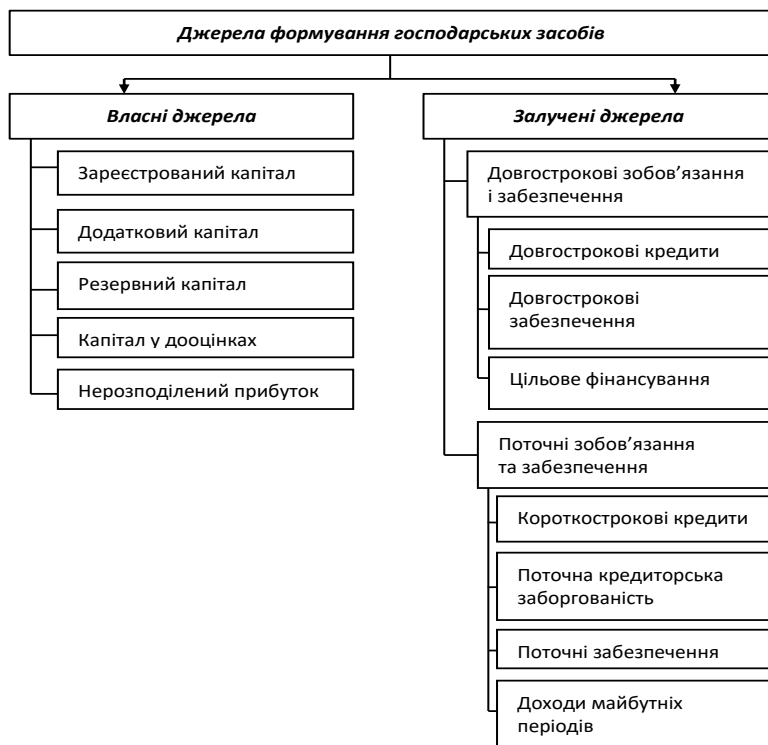 Джерела формування господарських засобів
Власні джерела
Зареєстрований капітал
Додатковий капітал
Резервний капітал
Капітал у дооцінках
Нерозподілений прибуток
Залучені джерела
Довгострокові зобов’язання
і забезпечення
Довгострокові кредити
Довгострокові
забезпечення
Цільове фінансування
Поточні зобов’язання
та забезпечення
Короткострокові кредити
Поточна кредиторська
заборгованість
Поточні забезпечення
Доходи майбутніх
періодів